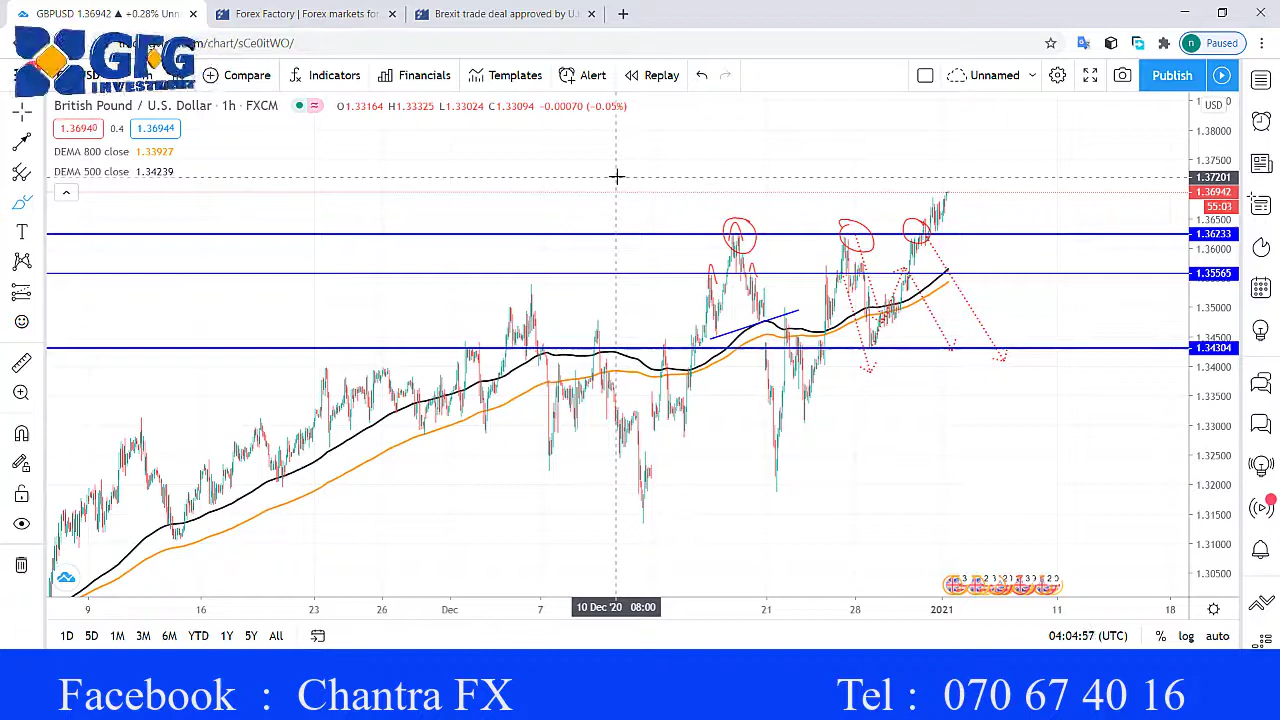 GBPUSD 1.36942 ▲ +0.28% Unn
Forex Factory | Forex markets for
Brexit trade deal approved by U.
GFG
INVESTMENT
/chart/sCe0itWO/
n Paused
Compare
Indicators
Financials
Templates
Alert
Replay
Unnamed
Publish
British Pound / U.S. Dollar · 1h · FXCM
O1.33164 H1.33325 L1.33024 C1.33094 -0.00070 (-0.05%)
1.36940 0.4 1.36944
DEMA 800 close 1.33927
DEMA 500 close 1.34239
USD
1.38000
1.37500
1.37201
1.36942
55:03
1.36500
1.36233
1.36000
1.35565
1.35000
1.34500
1.34304
1.34000
1.33500
1.33000
1.32500
1.32000
1.31500
1.31000
1.30500
9 16 23 26 Dec 7 10 Dec '20 08:00 21 28 2021 11 18
1D 5D 1M 3M 6M YTD 1Y 5Y All
04:04:57 (UTC) % log auto
Facebook : Chantra FX
Tel : 070 67 40 16